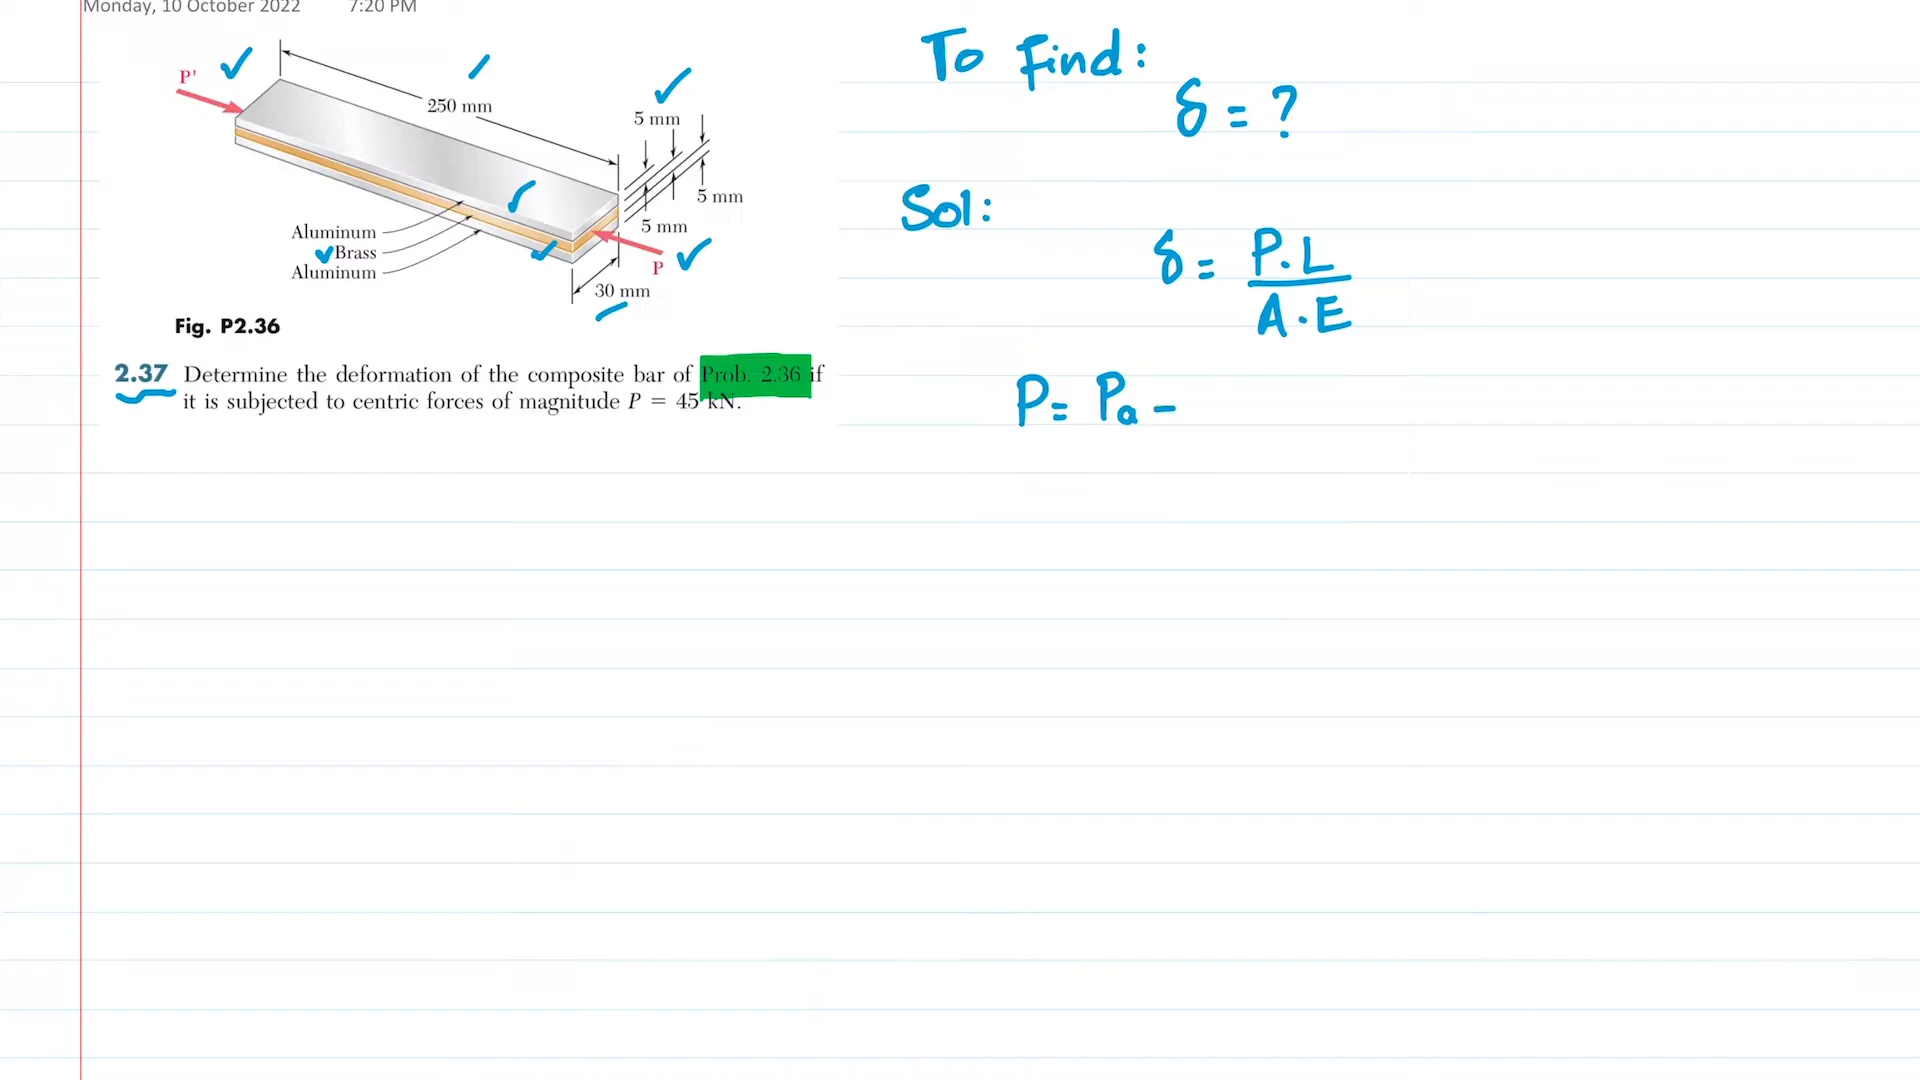 Monday, 10 October 2022 7:20 PM
P'
250 mm
5 mm
5 mm
5 mm
Aluminum
Brass
Aluminum
P
30 mm
Fig. P2.36
2.37 Determine the deformation of the composite bar of Prob. 2.36 if
it is subjected to centric forces of magnitude P = 45 kN.
To Find:
δ = ?
Sol:
δ = P.L
A.E
P = Pa -